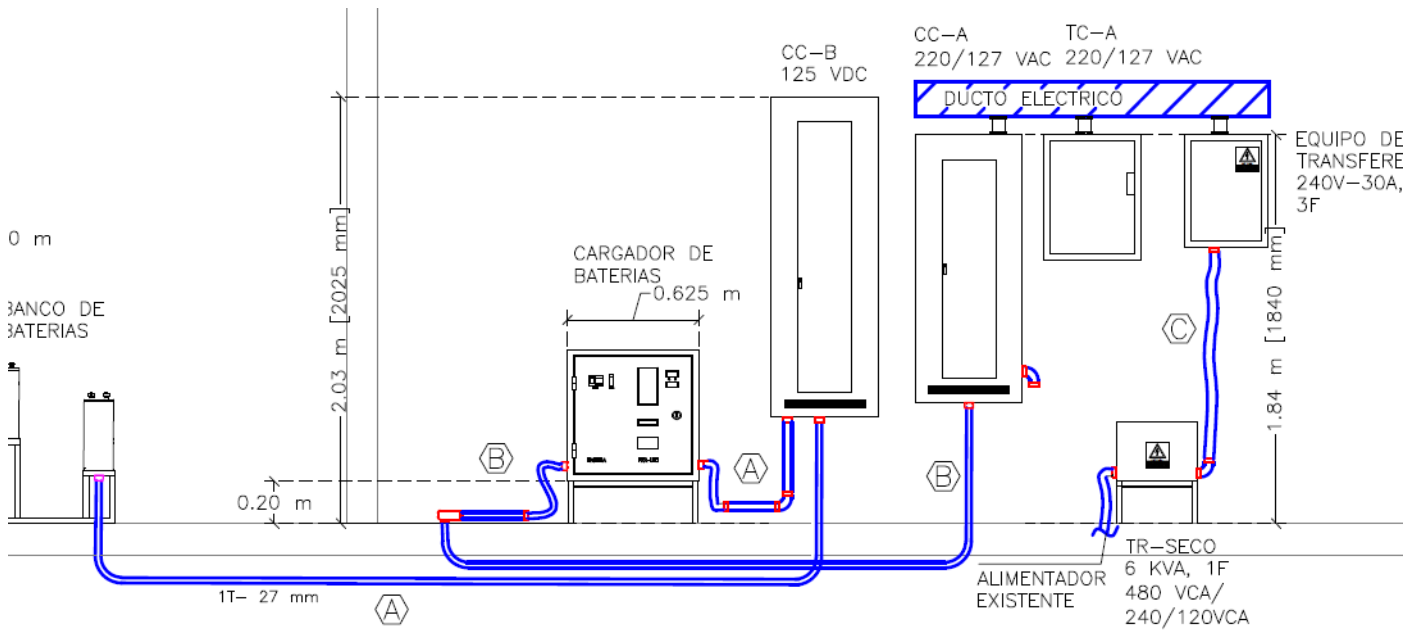 CC-B
125 VDC
CC-A
220/127 VAC
TC-A
220/127 VAC
DUCTO ELECTRICO
EQUIPO DE
TRANSFERE
240V-30A,
3F
0 m
BANCO DE
BATERIAS
2.03 m [2025 mm]
CARGADOR DE
BATERIAS
0.625 m
0.20 m
B
A
B
C
1.84 m [1840 mm]
1T- 27 mm
A
ALIMENTADOR
EXISTENTE
TR-SECO
6 KVA, 1F
480 VCA/
240/120VCA